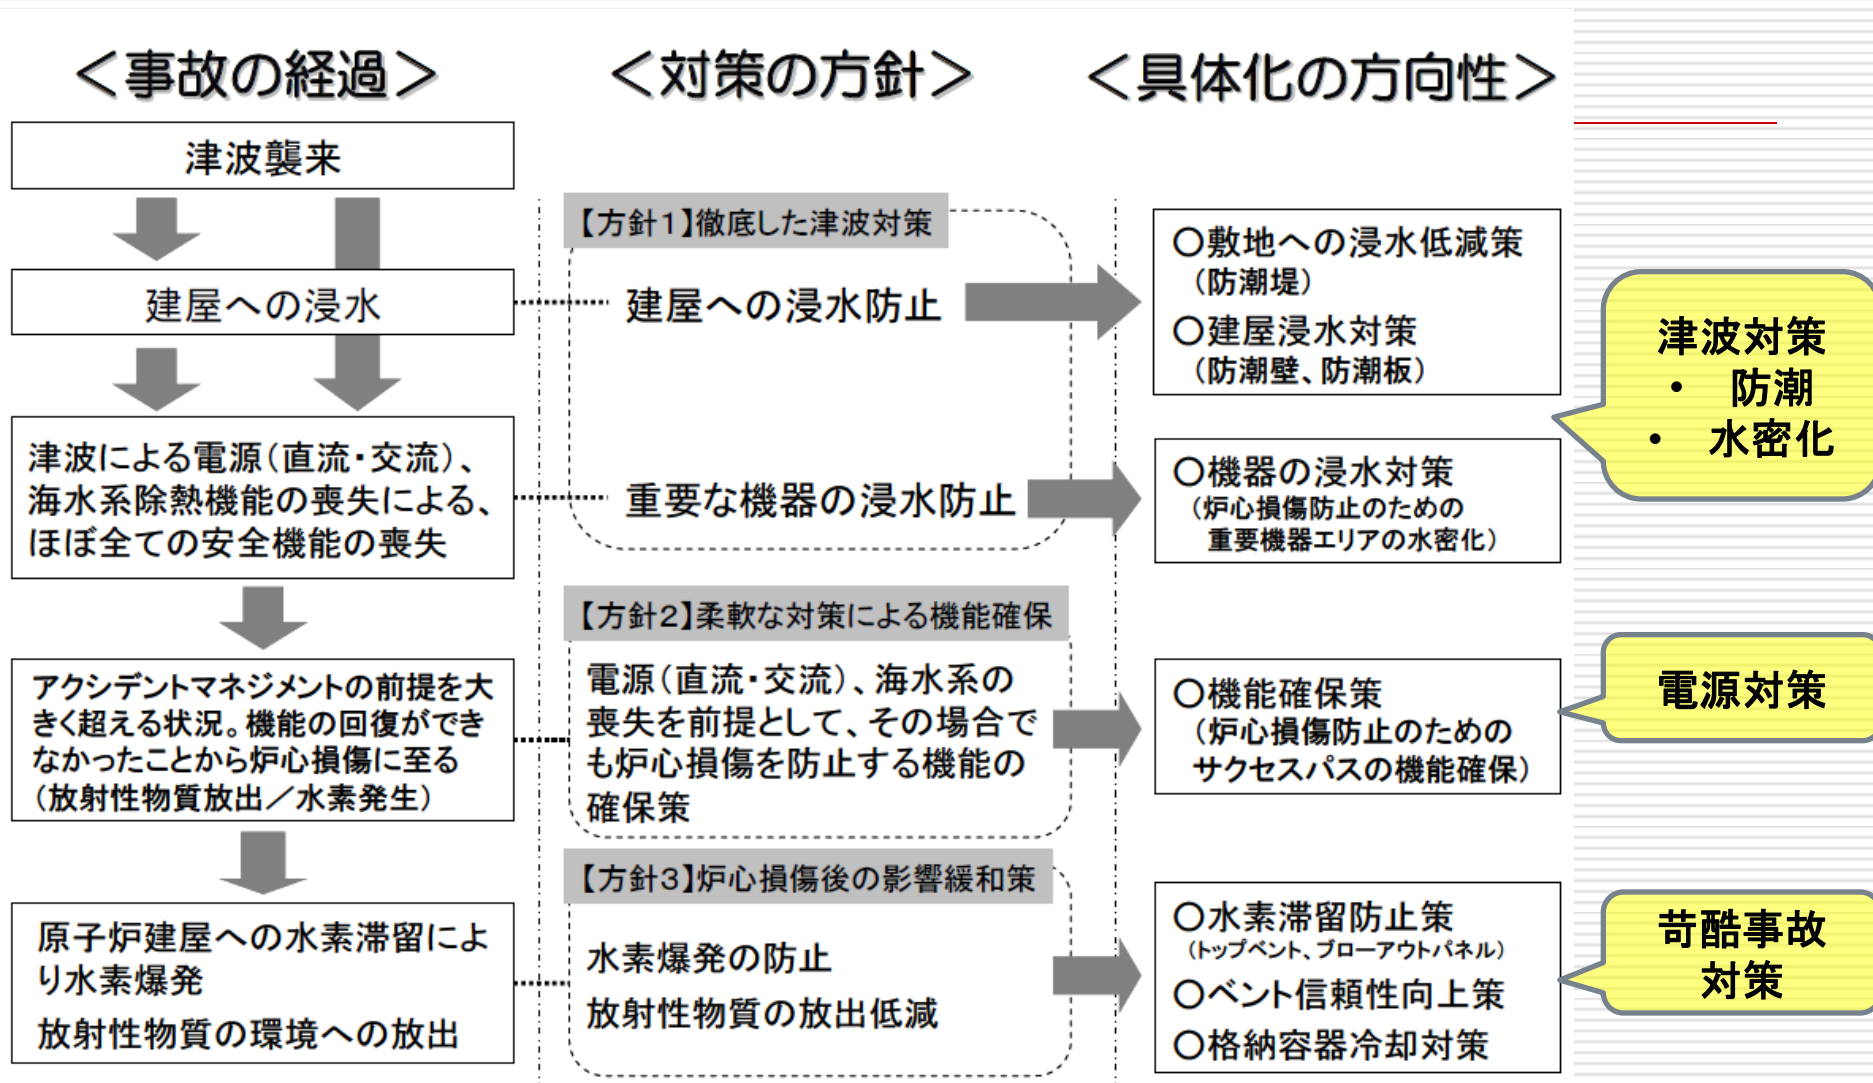 ＜事故の経過＞
＜対策の方針＞
＜具体化の方向性＞
津波襲来
建屋への浸水
津波による電源（直流・交流）、
海水系除熱機能の喪失による、
ほぼ全ての安全機能の喪失
アクシデントマネジメントの前提を大
きく超える状況。機能の回復ができ
なかったことから炉心損傷に至る
（放射性物質放出／水素発生）
原子炉建屋への水素滞留によ
り水素爆発
放射性物質の環境への放出
【方針１】徹底した津波対策
建屋への浸水防止
重要な機器の浸水防止
【方針２】柔軟な対策による機能確保
電源（直流・交流）、海水系の
喪失を前提として、その場合で
も炉心損傷を防止する機能の
確保策
【方針３】炉心損傷後の影響緩和策
水素爆発の防止
放射性物質の放出低減
○敷地への浸水低減策
（防潮堤）
○建屋浸水対策
（防潮壁、防潮板）
○機器の浸水対策
（炉心損傷防止のための
重要機器エリアの水密化）
○機能確保策
（炉心損傷防止のための
サクセスパスの機能確保）
○水素滞留防止策
（トップベント、ブローアウトパネル）
○ベント信頼性向上策
○格納容器冷却対策
津波対策
• 防潮
• 水密化
電源対策
苛酷事故
対策